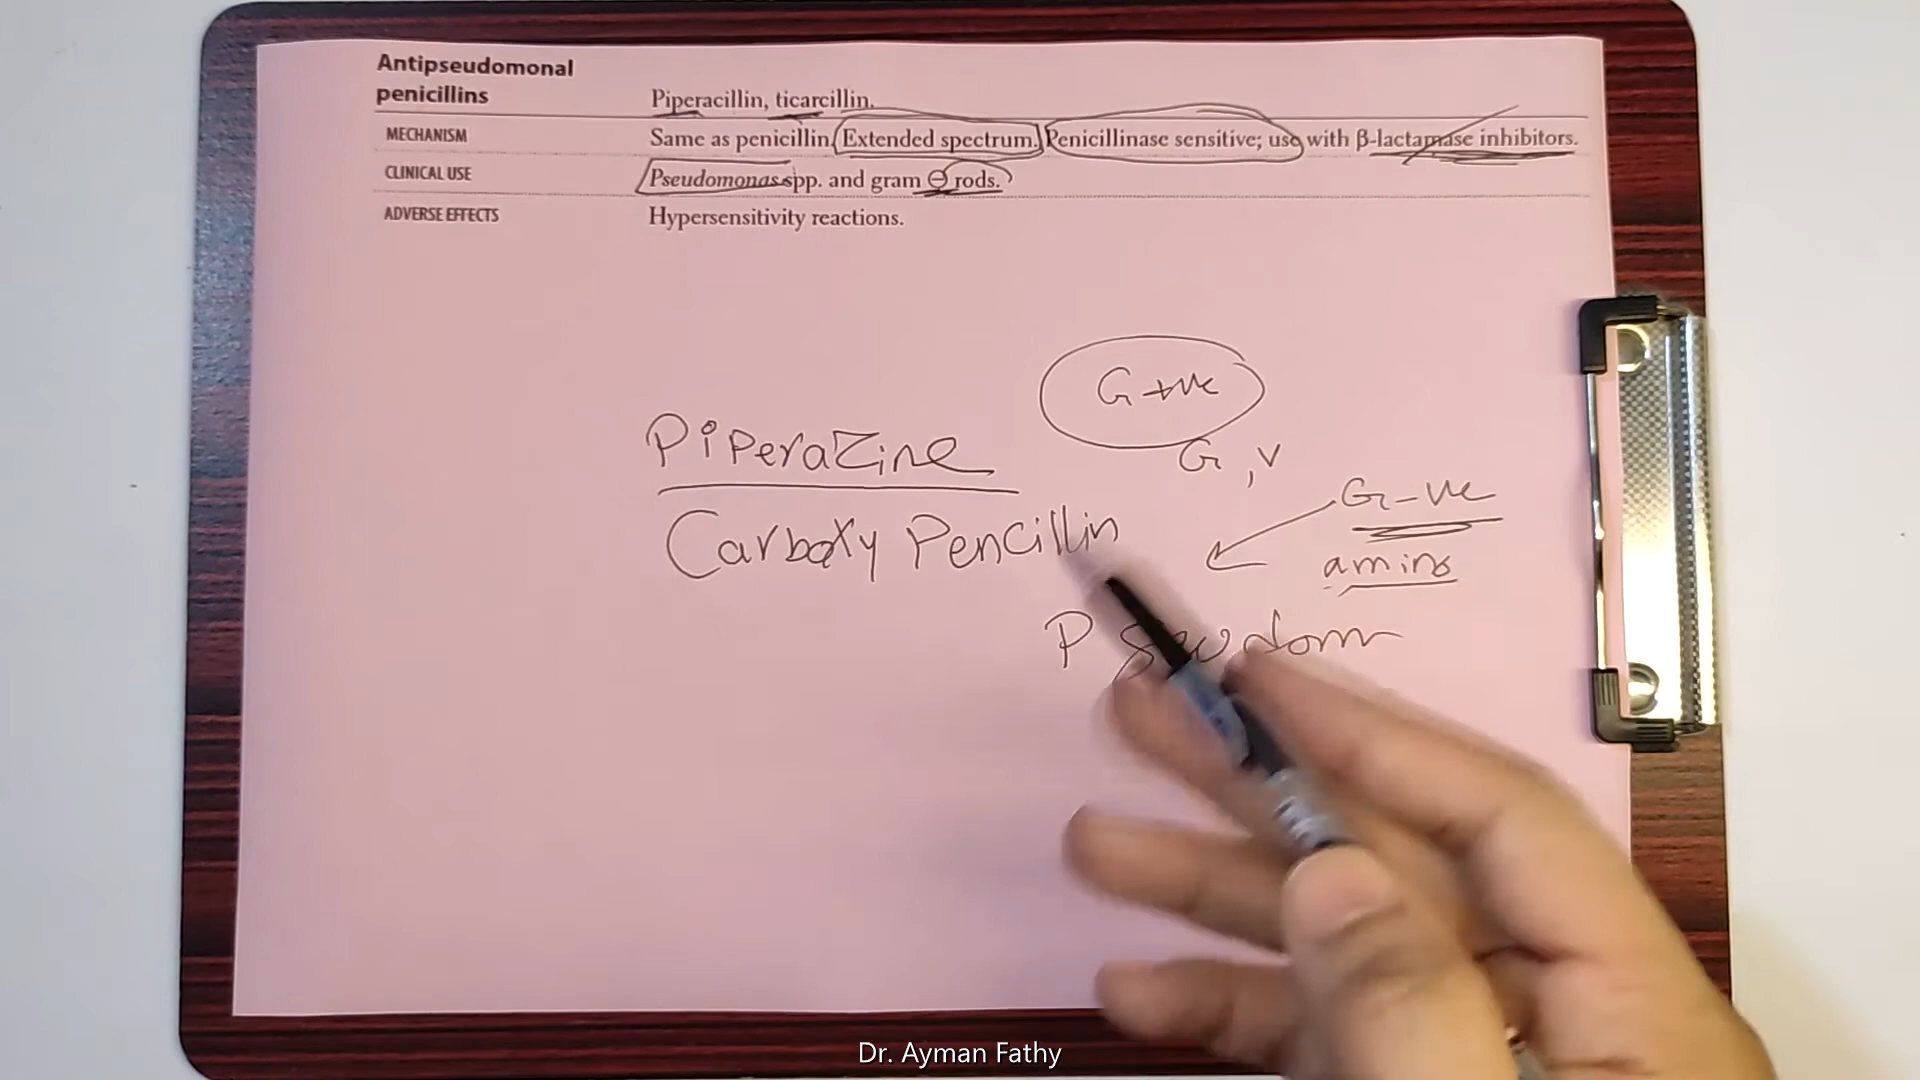 Antipseudomonal
penicillins
Piperacillin, ticarcillin.
MECHANISM
Same as penicillin. Extended spectrum. Penicillinase sensitive; use with β-lactamase inhibitors.
CLINICAL USE
Pseudomonas spp. and gram ⊖ rods.
ADVERSE EFFECTS
Hypersensitivity reactions.
G +ve
G , V
Piperazine
Carboxy Pencillin
G -ve
amino
Pseudom
Dr. Ayman Fathy